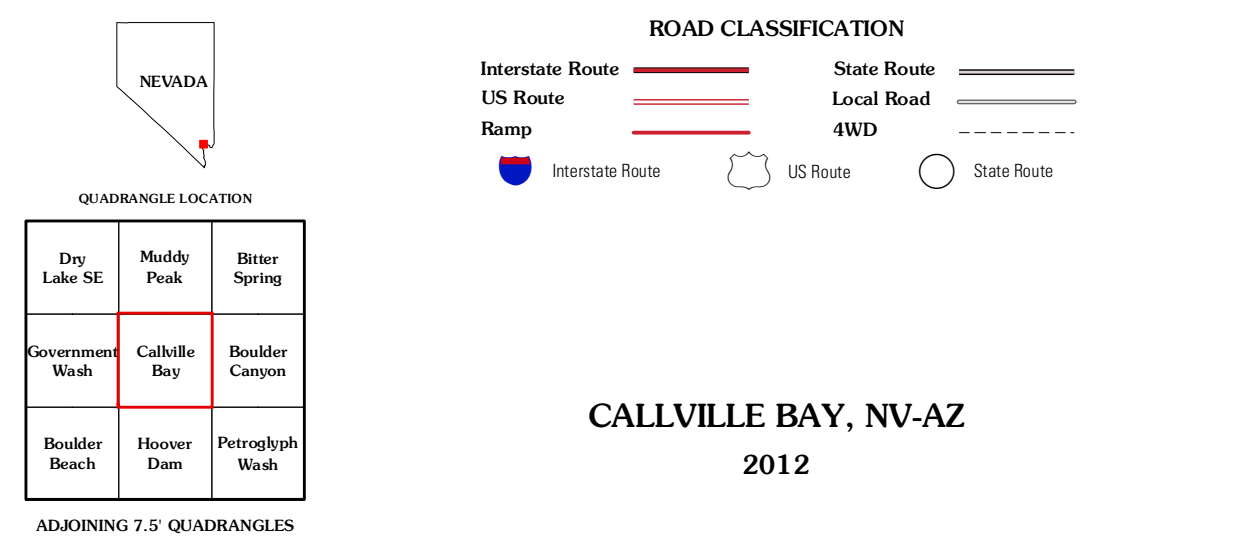 NEVADA
QUADRANGLE LOCATION
Dry
Lake SE
Muddy
Peak
Bitter
Spring
Government
Wash
Callville
Bay
Boulder
Canyon
Boulder
Beach
Hoover
Dam
Petroglyph
Wash
ADJOINING 7.5' QUADRANGLES
ROAD CLASSIFICATION
Interstate Route
State Route
US Route
Local Road
Ramp
4WD
Interstate Route
US Route
State Route
CALLVILLE BAY, NV-AZ
2012